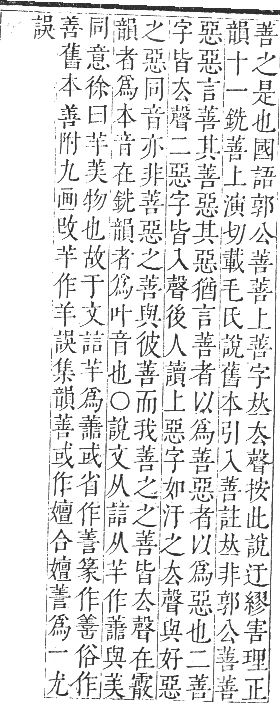 善之是也國語郭公善善上善字𠀤去聲按此說迂繆害理正
韻十一銑善上演切載毛氏說舊本引入善註𠀤非郭公善善
惡惡言善其善惡其惡猶言善者以爲善惡者以爲惡也二善
字皆去聲二惡字皆入聲後人讀上惡字如汙之去聲與好惡
之惡同音亦非善惡之善與彼善而我善之之善皆去聲在霰
韻者爲本音在銑韻者爲叶音也○說文从誩从羊作譱與美
同意徐曰羊美物也故于文誩羊爲譱或省作善篆作譱俗作
善舊本善附九画改羊作羊誤集韻善或作嬗合嬗善爲一尤
誤